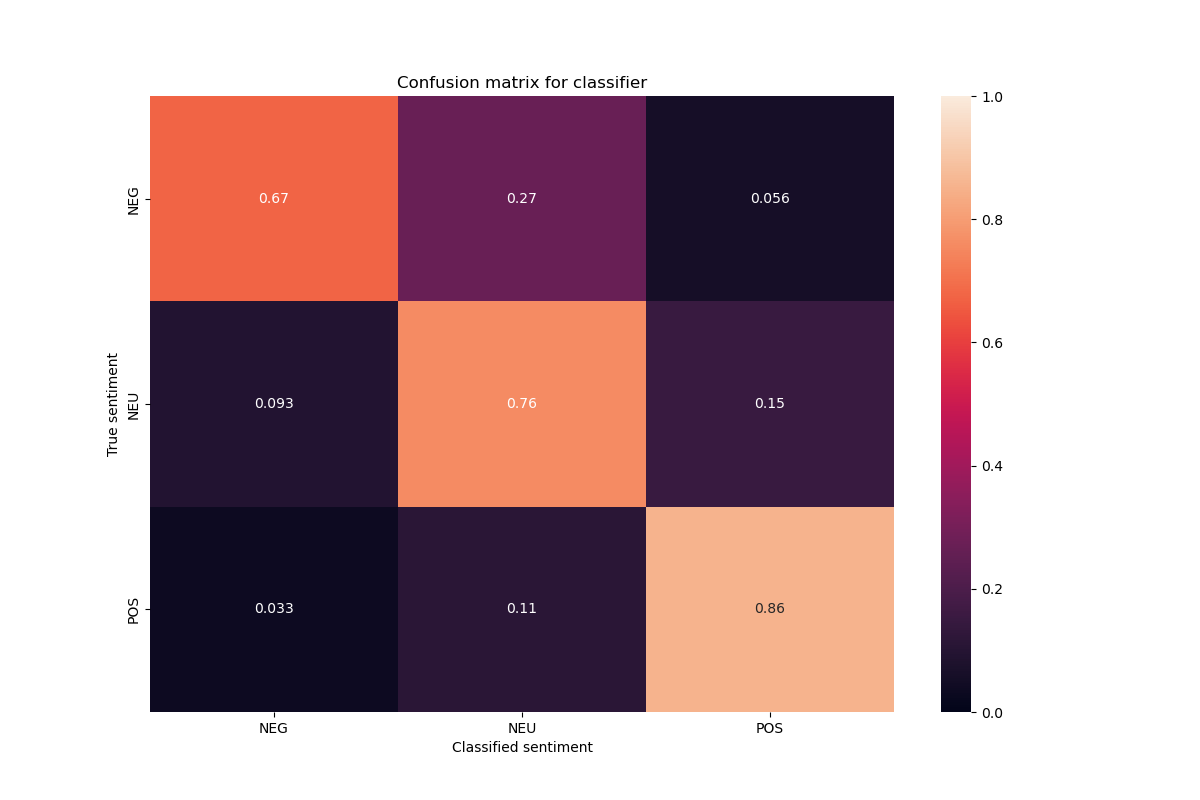 Confusion matrix for classifier
1.0
NEG
0.67
0.27
0.056
0.8
0.6
True sentiment
NEU
0.093
0.76
0.15
0.4
0.2
POS
0.033
0.11
0.86
0.0
NEG
NEU
POS
Classified sentiment